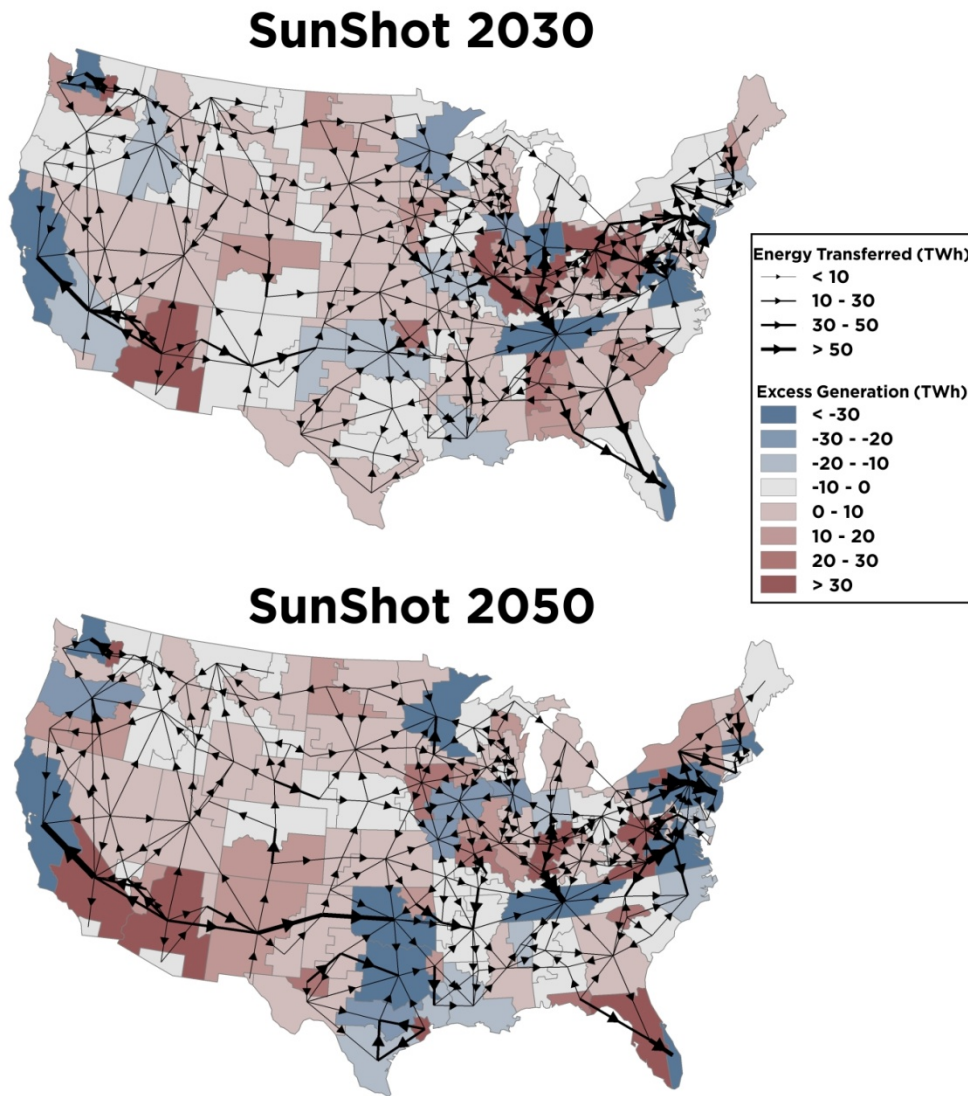 SunShot 2030
Energy Transferred (TWh)
< 10
10 - 30
30 - 50
> 50
Excess Generation (TWh)
< -30
-30 - -20
-20 - -10
-10 - 0
0 - 10
10 - 20
20 - 30
> 30
SunShot 2050